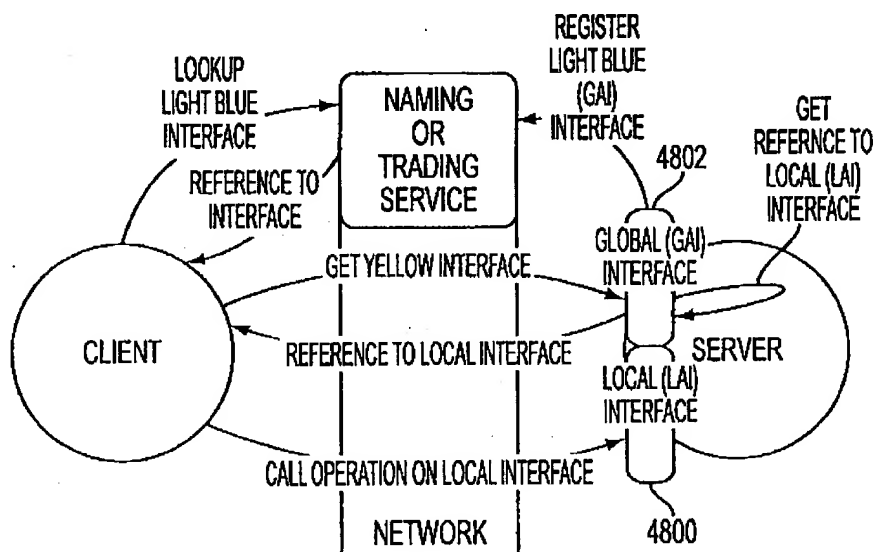 LOOKUP
LIGHT BLUE
INTERFACE
NAMING
OR
TRADING
SERVICE
REGISTER
LIGHT BLUE
(GAI)
INTERFACE
GET
REFERNCE TO
LOCAL (LAI)
INTERFACE
4802
REFERENCE TO
INTERFACE
GLOBAL (GAI)
INTERFACE
GET YELLOW INTERFACE
CLIENT
REFERENCE TO LOCAL INTERFACE
SERVER
LOCAL (LAI)
INTERFACE
CALL OPERATION ON LOCAL INTERFACE
NETWORK
4800